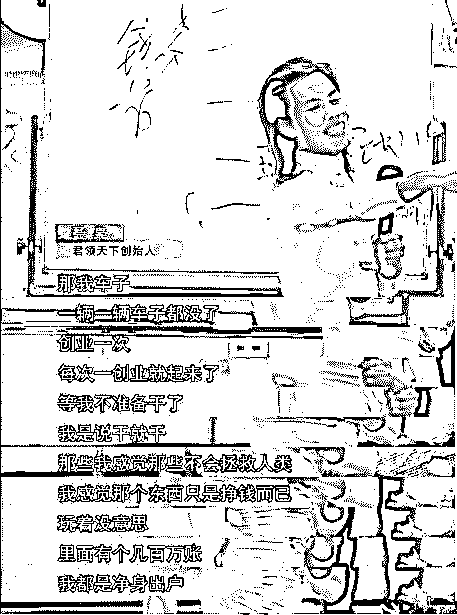 君领天下创始人
那我车子
一辆一辆车子都没了
创业一次
每次一创业就起来了
等我不准备干了
我是说干就干
那些我感觉那些不会拯救人类
我感觉那个东西只是挣钱而已
玩着没意思
里面有个几百万账
我都是净身出户